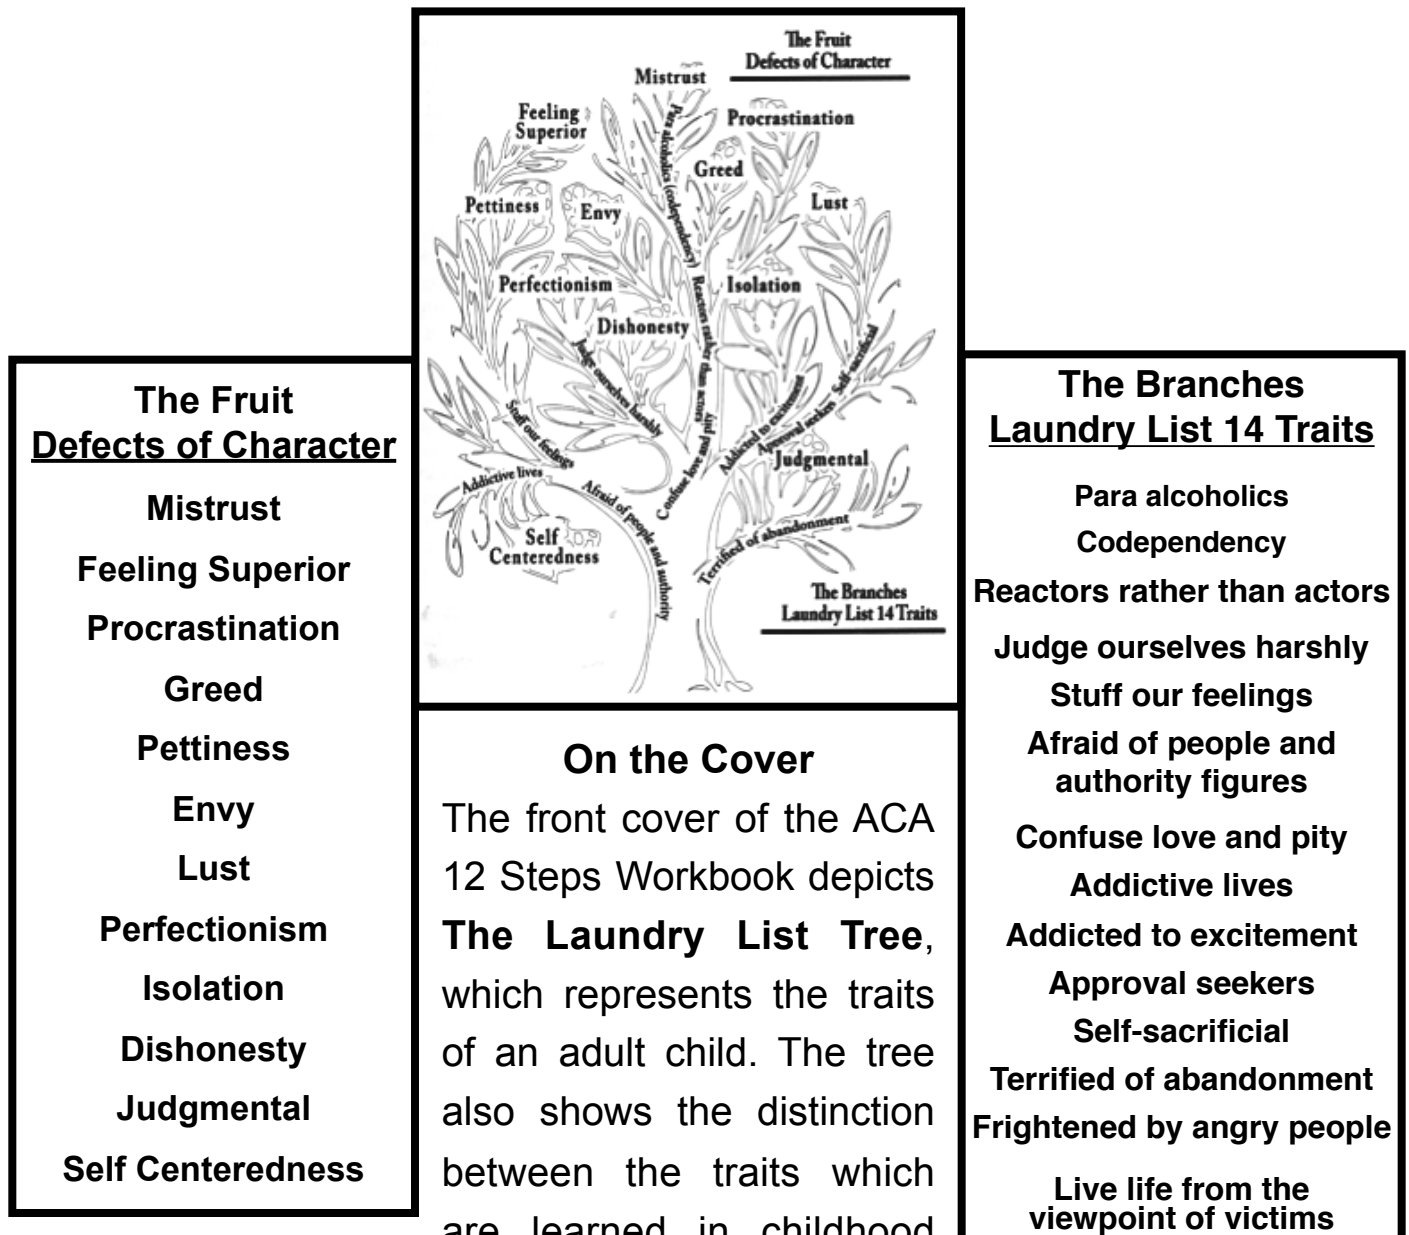 The Fruit
Defects of Character
Mistrust
Feeling
Superior
Procrastination
Greed
Pettiness
Envy
Lust
Perfectionism
Isolation
Dishonesty
Judgmental
Self
Centeredness
Para alcoholics (codependency)
Reactors rather than actors
Judge ourselves harshly
Stuff our feelings
Addictive lives
Afraid of people and authority
Confuse love and pity
Addicted to excitement
Approval seekers
Self-sacrificial
Terrified of abandonment
The Branches
Laundry List 14 Traits
The Fruit
Defects of Character
Mistrust
Feeling Superior
Procrastination
Greed
Pettiness
Envy
Lust
Perfectionism
Isolation
Dishonesty
Judgmental
Self Centeredness
On the Cover
The front cover of the ACA
12 Steps Workbook depicts
The Laundry List Tree,
which represents the traits
of an adult child. The tree
also shows the distinction
between the traits which
are learned in childhood
The Branches
Laundry List 14 Traits
Para alcoholics
Codependency
Reactors rather than actors
Judge ourselves harshly
Stuff our feelings
Afraid of people and
authority figures
Confuse love and pity
Addictive lives
Addicted to excitement
Approval seekers
Self-sacrificial
Terrified of abandonment
Frightened by angry people
Live life from the
viewpoint of victims